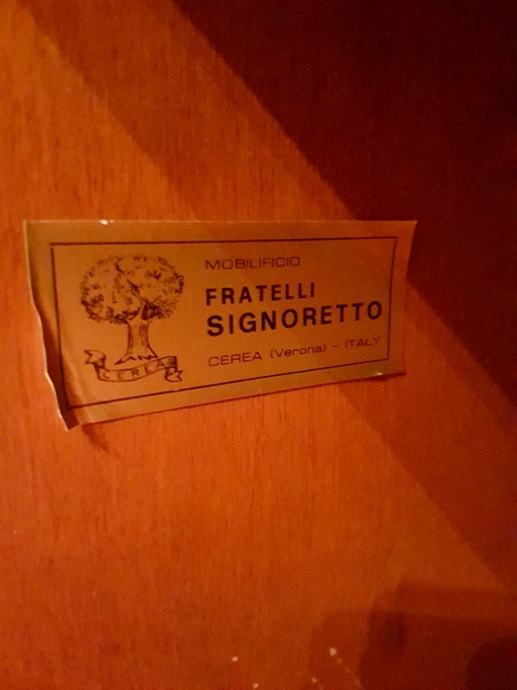 MOBILIFICIO
FRATELLI
SIGNORETTO
CEREA (Verona) - ITALY
CEREA